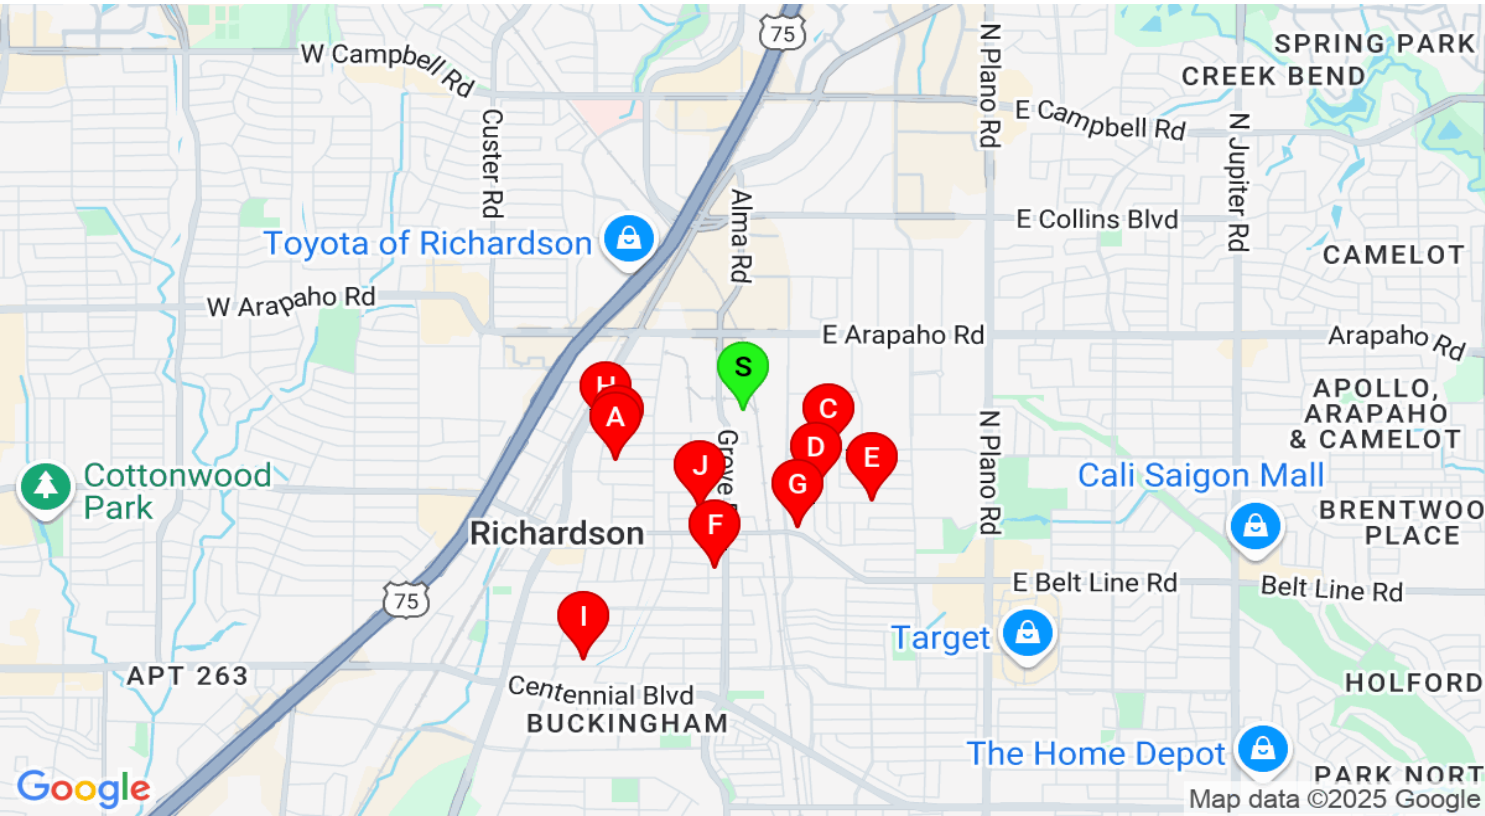 75
SPRING PARK
W Campbell Rd
CREEK BEND
N Plano Rd
E Campbell Rd
Custer Rd
N Jupiter Rd
Alma Rd
E Collins Blvd
Toyota of Richardson
CAMELOT
W Arapaho Rd
E Arapaho Rd
Arapaho Rd
S
H
A
C
D
E
J
G
F
I
APOLLO,
ARAPAHO
& CAMELOT
Grove
N Plano Rd
Cottonwood
Park
Cali Saigon Mall
BRENTWOO
PLACE
Richardson
75
E Belt Line Rd
Belt Line Rd
Target
APT 263
Centennial Blvd
BUCKINGHAM
HOLFORD
The Home Depot
PARK NORT
Google
Map data ©2025 Google